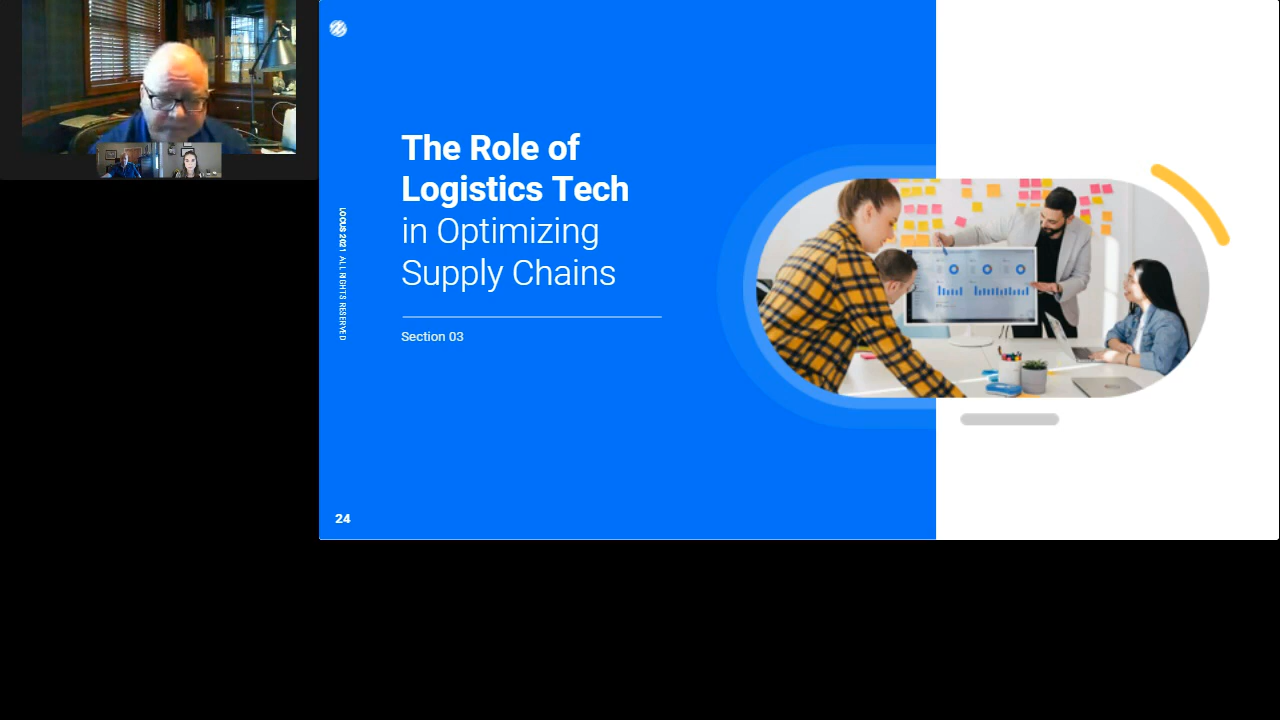 The Role of
Logistics Tech
in Optimizing
Supply Chains
Section 03
LOCUS 2021 ALL RIGHTS RESERVED
24